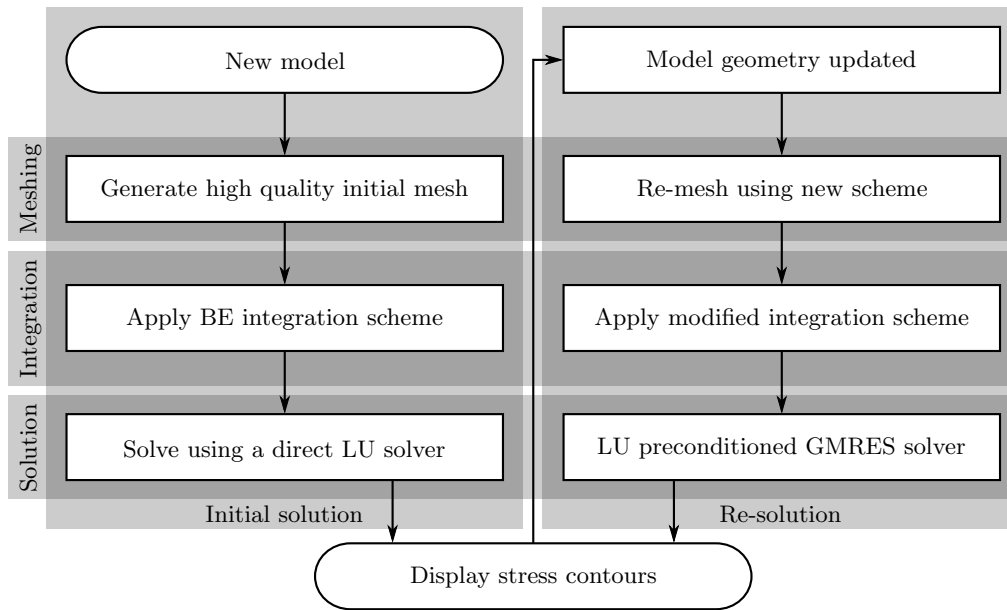 New model
Model geometry updated
Meshing
Generate high quality initial mesh
Re-mesh using new scheme
Integration
Apply BE integration scheme
Apply modified integration scheme
Solution
Solve using a direct LU solver
LU preconditioned GMRES solver
Initial solution
Re-solution
Display stress contours